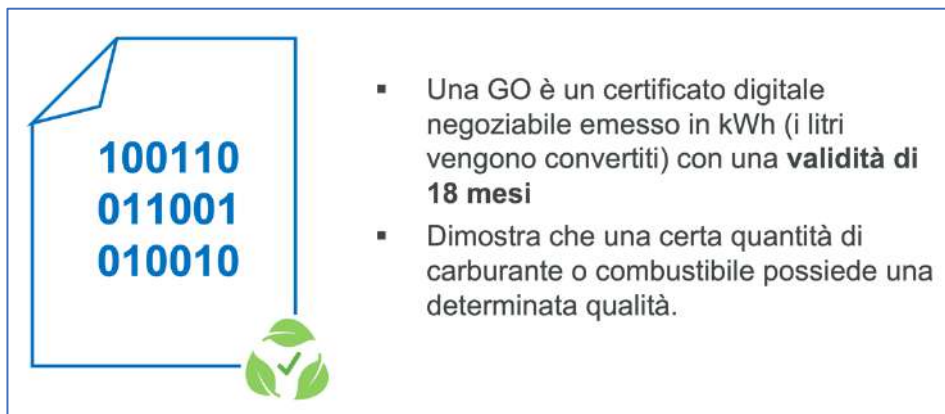 100110
011001
010010
▪ Una GO è un certificato digitale
negoziabile emesso in kWh (i litri
vengono convertiti) con una validità di
18 mesi
▪ Dimostra che una certa quantità di
carburante o combustibile possiede una
determinata qualità.